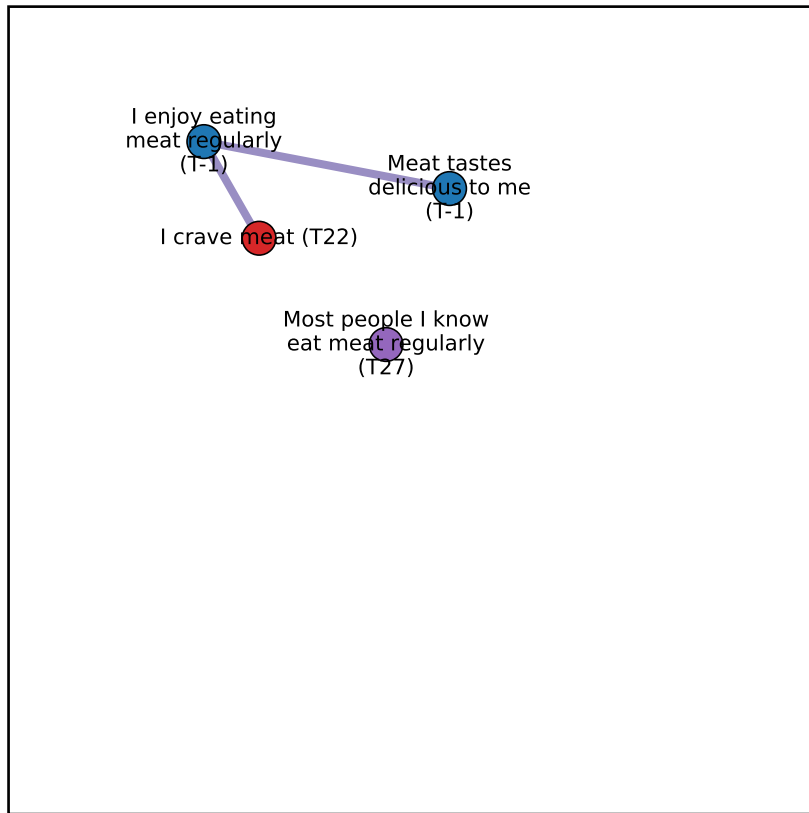 I enjoy eating
meat regularly
(T-1)
Meat tastes
delicious to me
(T-1)
I crave meat (T22)
Most people I know
eat meat regularly
(T27)